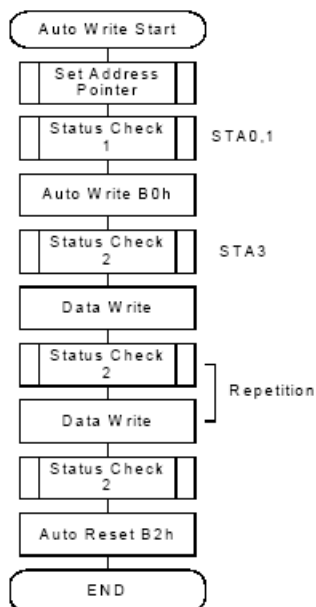 Auto Write Start
Set Address
Pointer
Status Check
1
STA0,1
Auto Write B0h
Status Check
2
STA3
Data Write
Status Check
2
Repetition
Data Write
Status Check
2
Auto Reset B2h
END